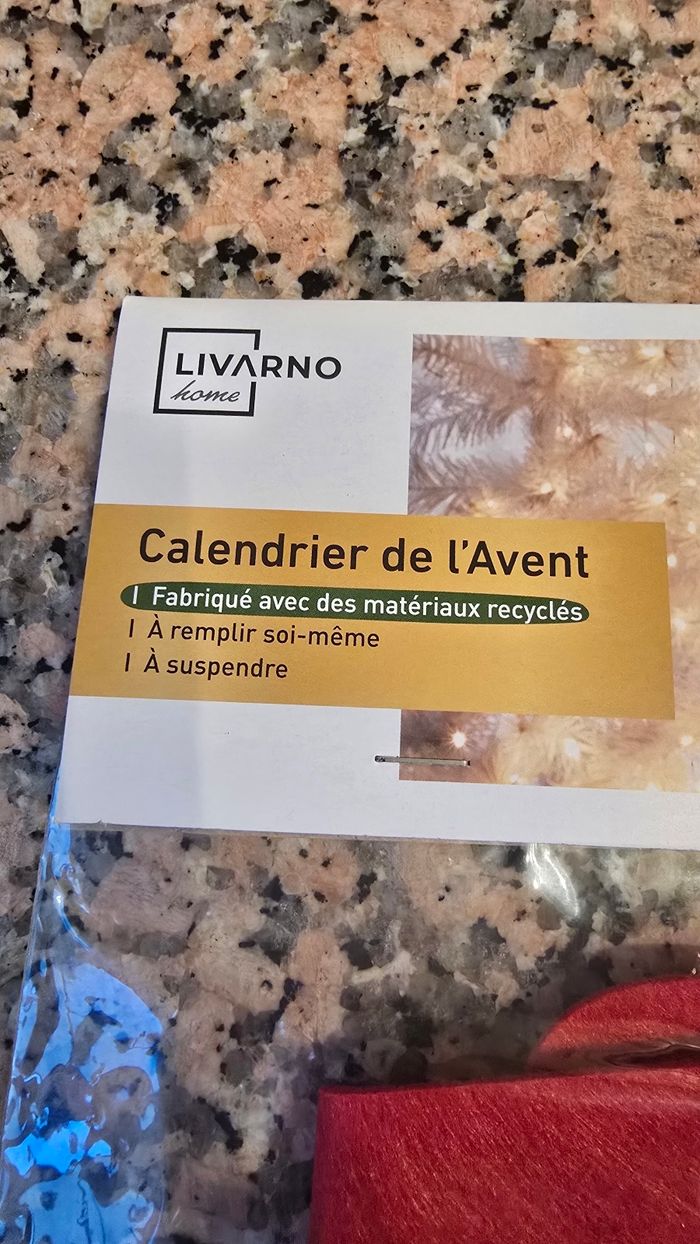 LIVARNO
home
Calendrier de l'Avent
I Fabriqué avec des matériaux recyclés
I À remplir soi-même
I À suspendre